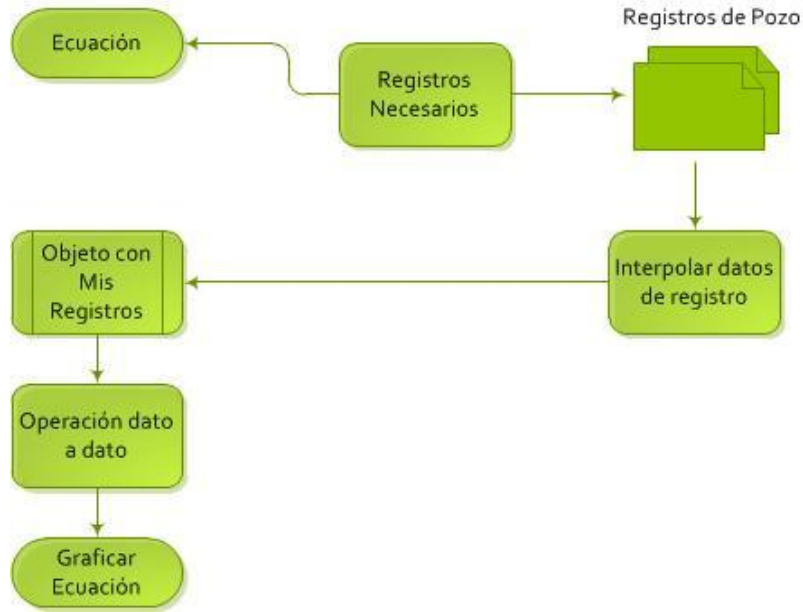 Registros de Pozo
Ecuación
Registros
Necesarios
Objeto con
Mis
Registros
Interpolar datos
de registro
Operación dato
a dato
Graficar
Ecuación